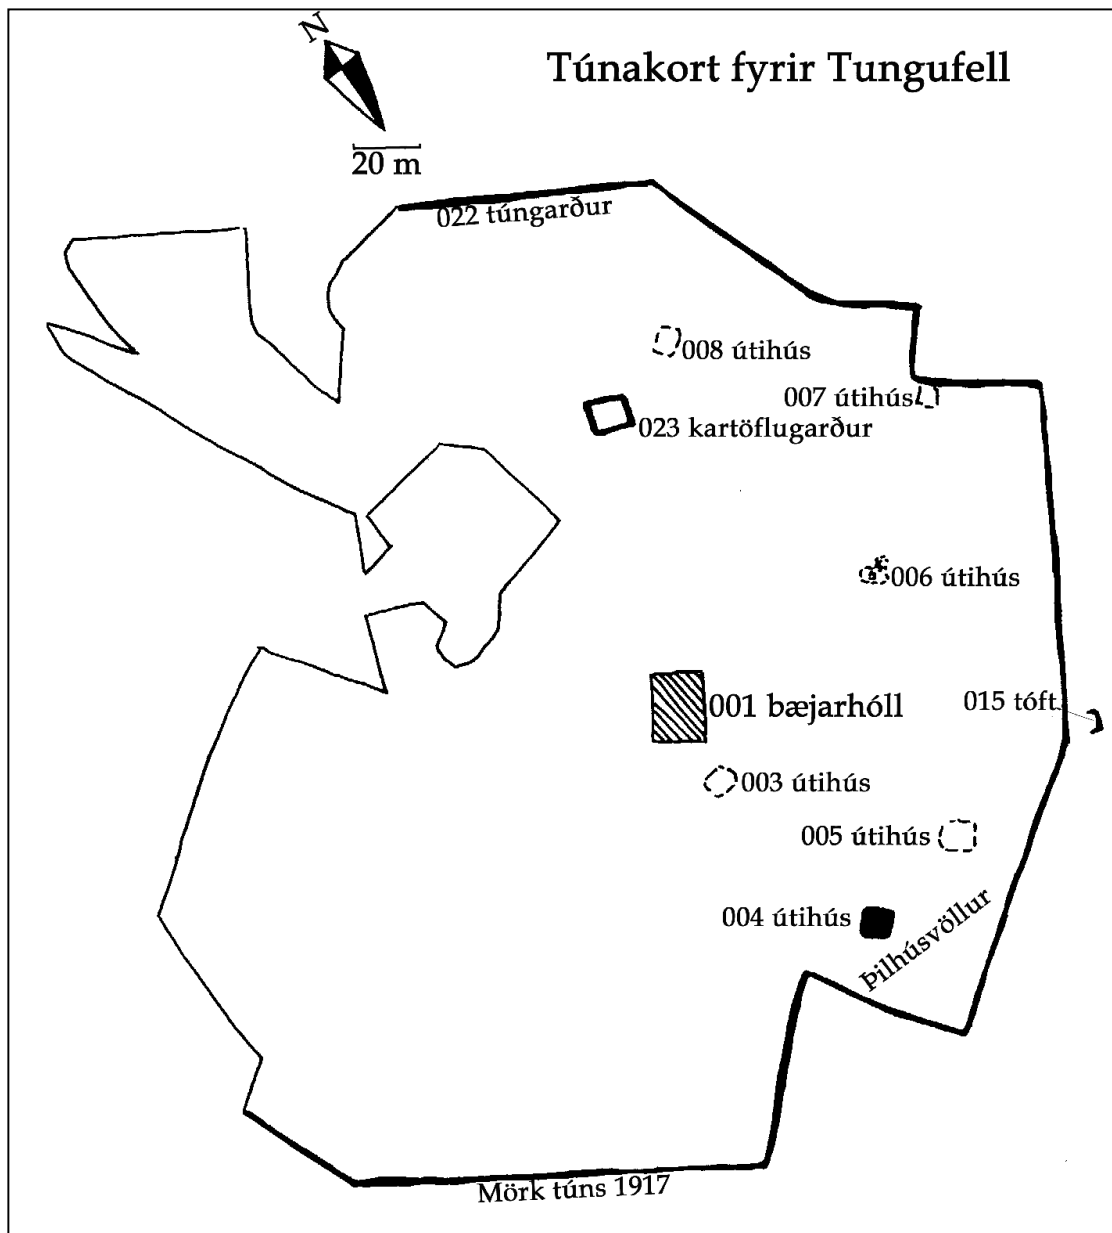 N
Túnakort fyrir Tungufell
20 m
022 túngarður
008 útihús
007 útihús
023 kartöflugarður
006 útihús
015 tóft
001 bæjarhóll
003 útihús
005 útihús
004 útihús
Þilhúsvöllur
Mörk túns 1917